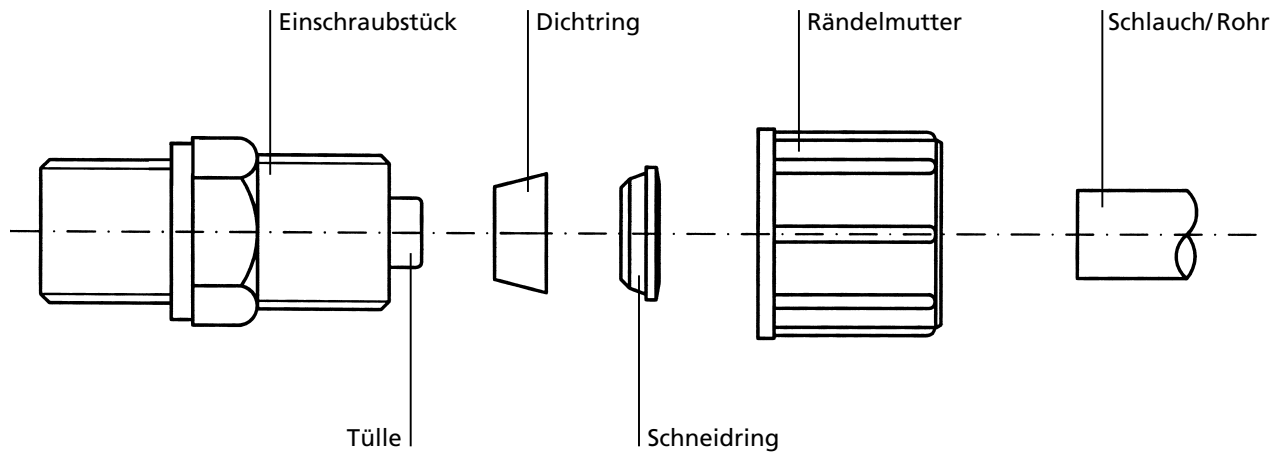 Einschraubstück
Dichtring
Rändelmutter
Schlauch/Rohr
Tülle
Schneidring